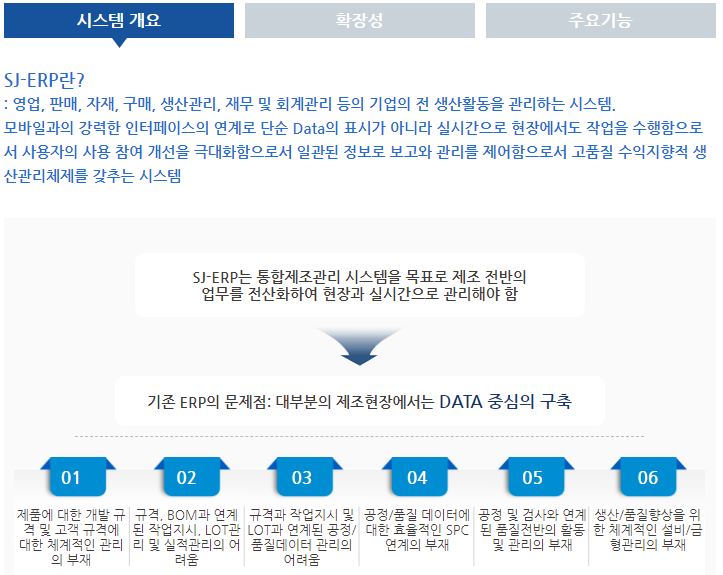 시스템 개요
확장성
주요기능
SJ-ERP란?
: 영업, 판매, 자재, 구매, 생산관리, 재무 및 회계관리 등의 기업의 전 생산활동을 관리하는 시스템.
모바일과의 강력한 인터페이스의 연계로 단순 Data의 표시가 아니라 실시간으로 현장에서도 작업을 수행함으로
서 사용자의 사용 참여 개선을 극대화함으로서 일관된 정보로 보고와 관리를 제어함으로서 고품질 수익지향적 생
산관리체제를 갖추는 시스템
SJ-ERP는 통합제조관리 시스템을 목표로 제조 전반의
업무를 전산화하여 현장과 실시간으로 관리해야 함
기존 ERP의 문제점: 대부분의 제조현장에서는 DATA 중심의 구축
01
제품에 대한 개발 규
격 및 고객 규격에
대한 체계적인 관리
의 부재
02
규격, BOM과 연계
된 작업지시, LOT관
리 및 실적관리의 어
려움
03
규격과 작업지시 및
LOT과 연계된 공정/
품질데이터 관리의
어려움
04
공정/품질 데이터에
대한 효율적인 SPC
연계의 부재
05
공정 및 검사와 연계
된 품질전반의 활동
및 관리의 부재
06
생산/품질향상을 위
한 체계적인 설비/금
형관리의 부재